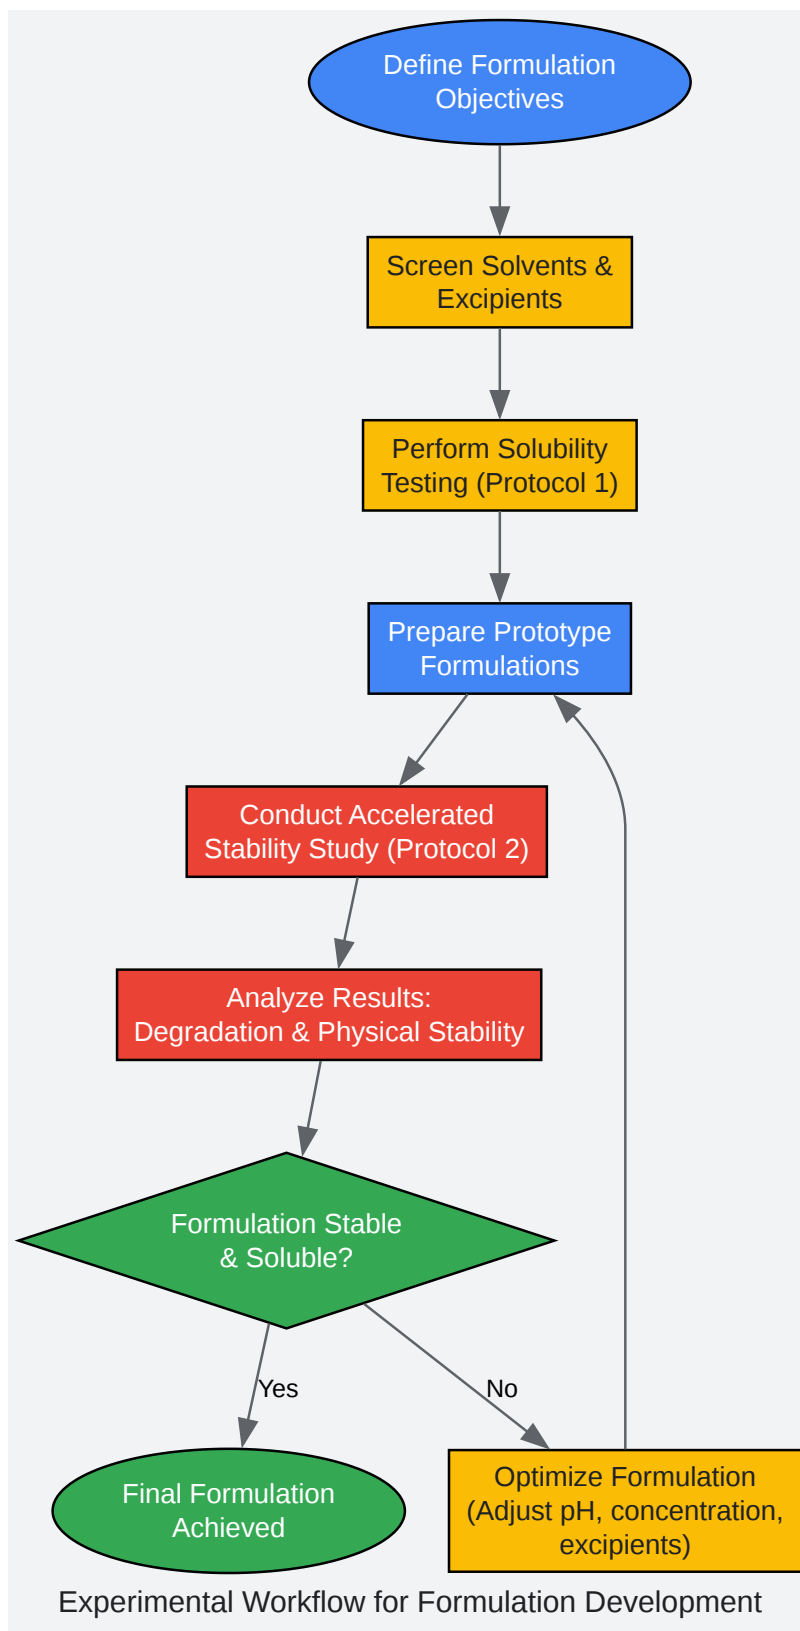 Define Formulation
Objectives
Screen Solvents &
Excipients
Perform Solubility
Testing (Protocol 1)
Prepare Prototype
Formulations
Conduct Accelerated
Stability Study (Protocol 2)
Analyze Results:
Degradation & Physical Stability
Formulation Stable
& Soluble?
Yes
No
Final Formulation
Achieved
Optimize Formulation
(Adjust pH, concentration,
excipients)
Experimental Workflow for Formulation Development